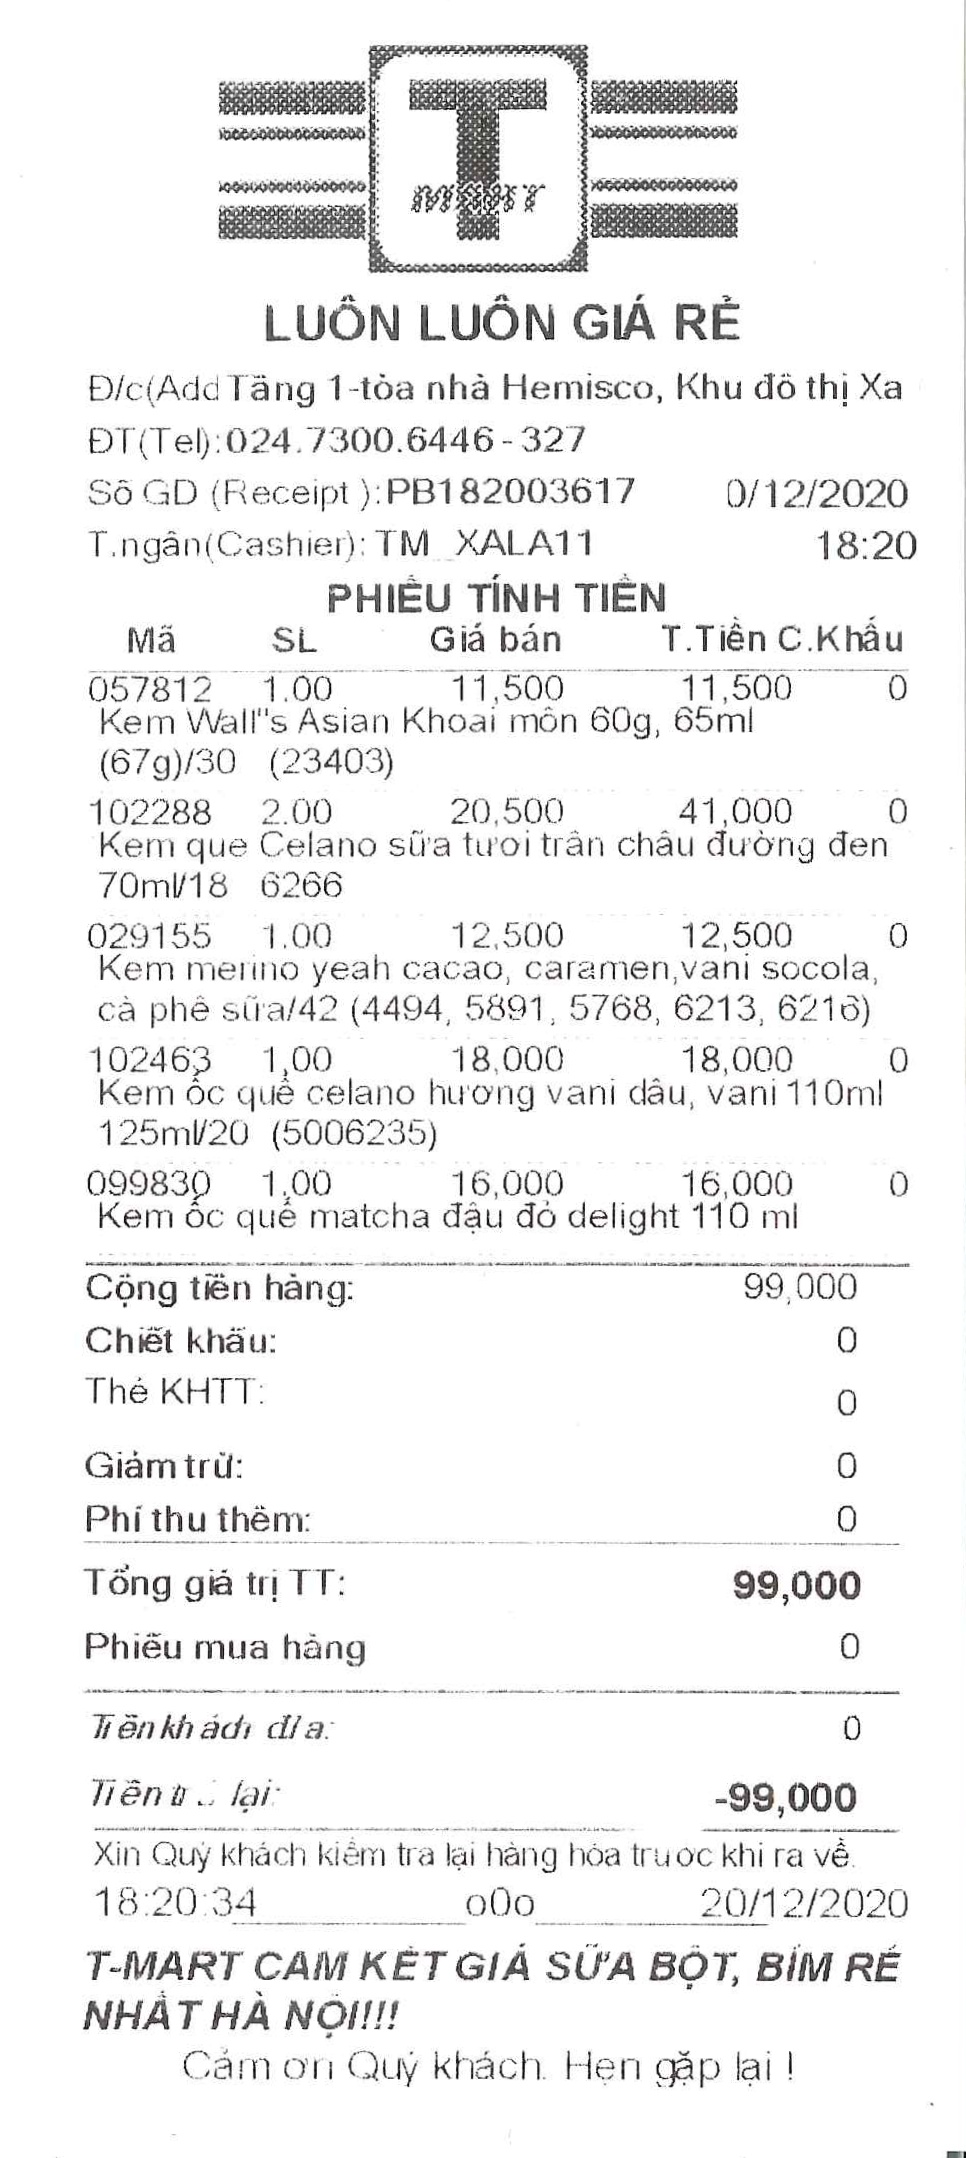 T
MART
LUÔN LUÔN GIÁ RẺ
Đ/c(Add Tầng 1-tòa nhà Hemisco, Khu đô thị Xa
ĐT(Tel):024.7300.6446 - 327
Số GD (Receipt ):PB182003617 0/12/2020
T.ngân(Cashier): TM_XALA11 18:20
PHIẾU TÍNH TIỀN
Mã SL Giá bán T.Tiền C.Khấu
057812 1.00 11,500 11,500 0
Kem Wall"s Asian Khoai môn 60g, 65ml
(67g)/30 (23403)
102288 2.00 20,500 41,000 0
Kem que Celano sữa tươi trân châu đường đen
70ml/18 6266
029155 1.00 12,500 12,500 0
Kem merino yeah cacao, caramen,vani socola,
cà phê sữa/42 (4494, 5891, 5768, 6213, 6216)
102463 1.00 18,000 18,000 0
Kem ốc quế celano hương vani dâu, vani 110ml
125ml/20 (5006235)
099830 1.00 16,000 16,000 0
Kem ốc quế matcha đậu đỏ delight 110 ml
Cộng tiền hàng: 99,000
Chiết khấu: 0
Thẻ KHTT: 0
Giảm trừ: 0
Phí thu thêm: 0
Tổng giá trị TT: 99,000
Phiếu mua hàng 0
Tiền khách đưa: 0
Tiền lại: -99,000
Xin Quý khách kiểm tra lại hàng hóa truoc khi ra về.
18:20:34 o0o 20/12/2020
T-MART CAM KẾT GIÁ SỮA BỘT, BỈM RẺ
NHẤT HÀ NỘI!!!!
Cảm ơn Quý khách. Hẹn gặp lại !